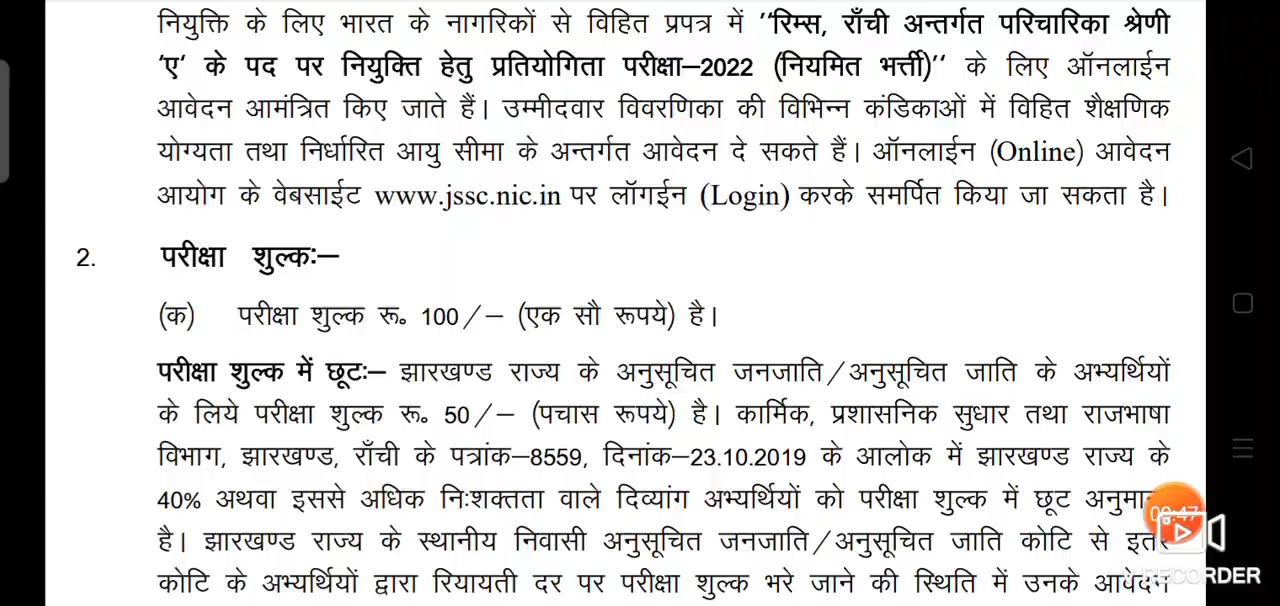 नियुक्ति के लिए भारत के नागरिकों से विहित प्रपत्र में "रिम्स, राँची अन्तर्गत परिचारिका श्रेणी
'ए' के पद पर नियुक्ति हेतु प्रतियोगिता परीक्षा–2022 (नियमित भर्त्ती)" के लिए ऑनलाईन
आवेदन आमंत्रित किए जाते हैं। उम्मीदवार विवरणिका की विभिन्न कंडिकाओं में विहित शैक्षणिक
योग्यता तथा निर्धारित आयु सीमा के अन्तर्गत आवेदन दे सकते हैं। ऑनलाईन (Online) आवेदन
आयोग के वेबसाईट www.jssc.nic.in पर लॉगईन (Login) करके समर्पित किया जा सकता है।
2. परीक्षा शुल्कः–
(क) परीक्षा शुल्क रू॰ 100/– (एक सौ रूपये) है।
परीक्षा शुल्क में छूटः– झारखण्ड राज्य के अनुसूचित जनजाति/अनुसूचित जाति के अभ्यर्थियों
के लिये परीक्षा शुल्क रू॰ 50/– (पचास रूपये) है। कार्मिक, प्रशासनिक सुधार तथा राजभाषा
विभाग, झारखण्ड, राँची के पत्रांक–8559, दिनांक–23.10.2019 के आलोक में झारखण्ड राज्य के
40% अथवा इससे अधिक निःशक्तता वाले दिव्यांग अभ्यर्थियों को परीक्षा शुल्क में छूट
है। झारखण्ड राज्य के स्थानीय निवासी अनुसूचित जनजाति/अनुसूचित जाति कोटि से इतर
कोटि के अभ्यर्थियों द्वारा रियायती दर पर परीक्षा शुल्क भरे जाने की स्थिति में उनके आवेदन
00:47
RECORDER